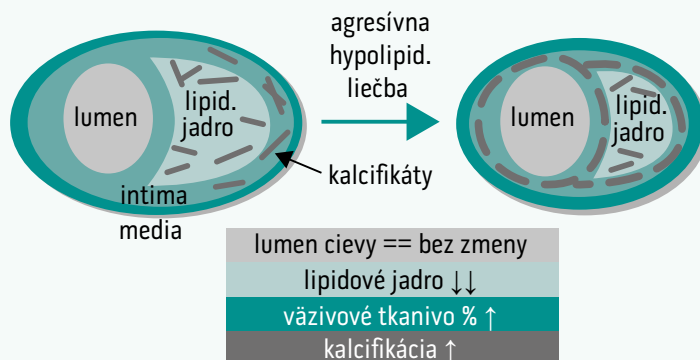 agresívna
hypolipid.
liečba
lumen
lipid.
jadro
kalcifikáty
intima
media
lumen
lipid.
jadro
lumen cievy == bez zmeny
lipidové jadro ↓↓
väzivové tkanivo % ↑
kalcifikácia ↑